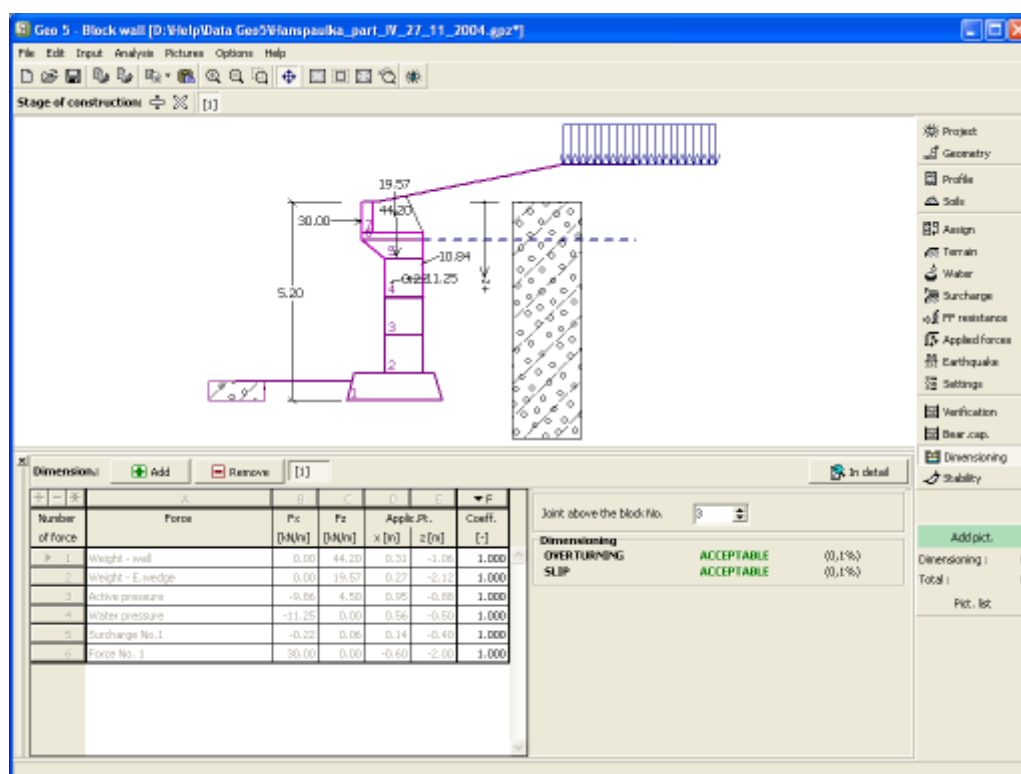 Geo 5 - Block wall [D:\Help\Data Geo5\Hanspaulka_part_IV_27_11_2004.gpz*]
File Edit Input Analysis Pictures Options Help
Stage of construction: [1]
19.57
44.20
30.00
10.84
11.25
5.20
+z
7
6
5
4
3
2
1
Project
Geometry
Profile
Soils
Assign
Terrain
Water
Surcharge
FF resistance
Applied forces
Earthquake
Settings
Verification
Bear.cap.
Dimensioning
Stability
Add pict.
Dimensioning :
Total :
Pict. list
Dimension.: Add Remove [1] In detail
+ - * A B C D E F
Number Force Fx Fz Applic.Pt. Coeff.
of force [kN/m] [kN/m] x [m] z [m] [-]
1 Weight - wall 0.00 44.20 0.31 -1.06 1.000
2 Weight - E.wedge 0.00 19.57 0.27 -2.12 1.000
3 Active pressure -9.86 4.50 0.95 -0.88 1.000
4 Water pressure -11.25 0.00 0.56 -0.50 1.000
5 Surcharge No.1 -0.22 0.06 0.14 -0.40 1.000
6 Force No. 1 30.00 0.00 -0.60 -2.00 1.000
Joint above the block No. 3
Dimensioning
OVERTURNING ACCEPTABLE (0,1%)
SLIP ACCEPTABLE (0,1%)